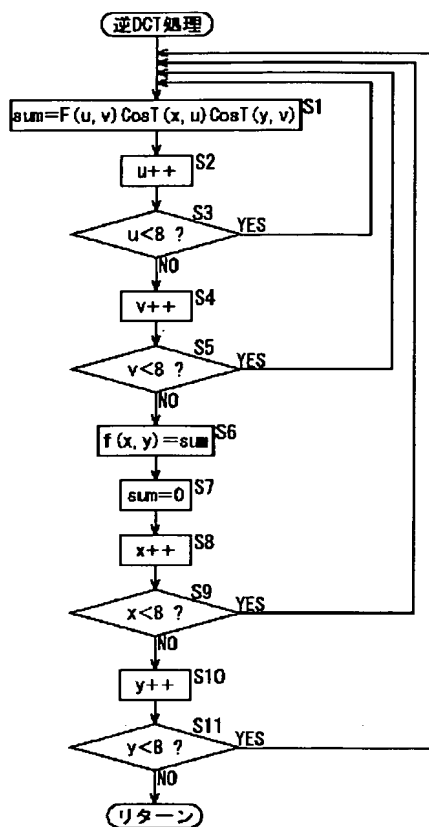 逆DCT処理
sum=F(u,v)CosT(x,u)CosT(y,v)
S1
u++
S2
u<8 ?
S3
YES
NO
v++
S4
v<8 ?
S5
YES
NO
f(x,y)=sum
S6
sum=0
S7
x++
S8
x<8 ?
S9
YES
NO
y++
S10
y<8 ?
S11
YES
NO
リターン